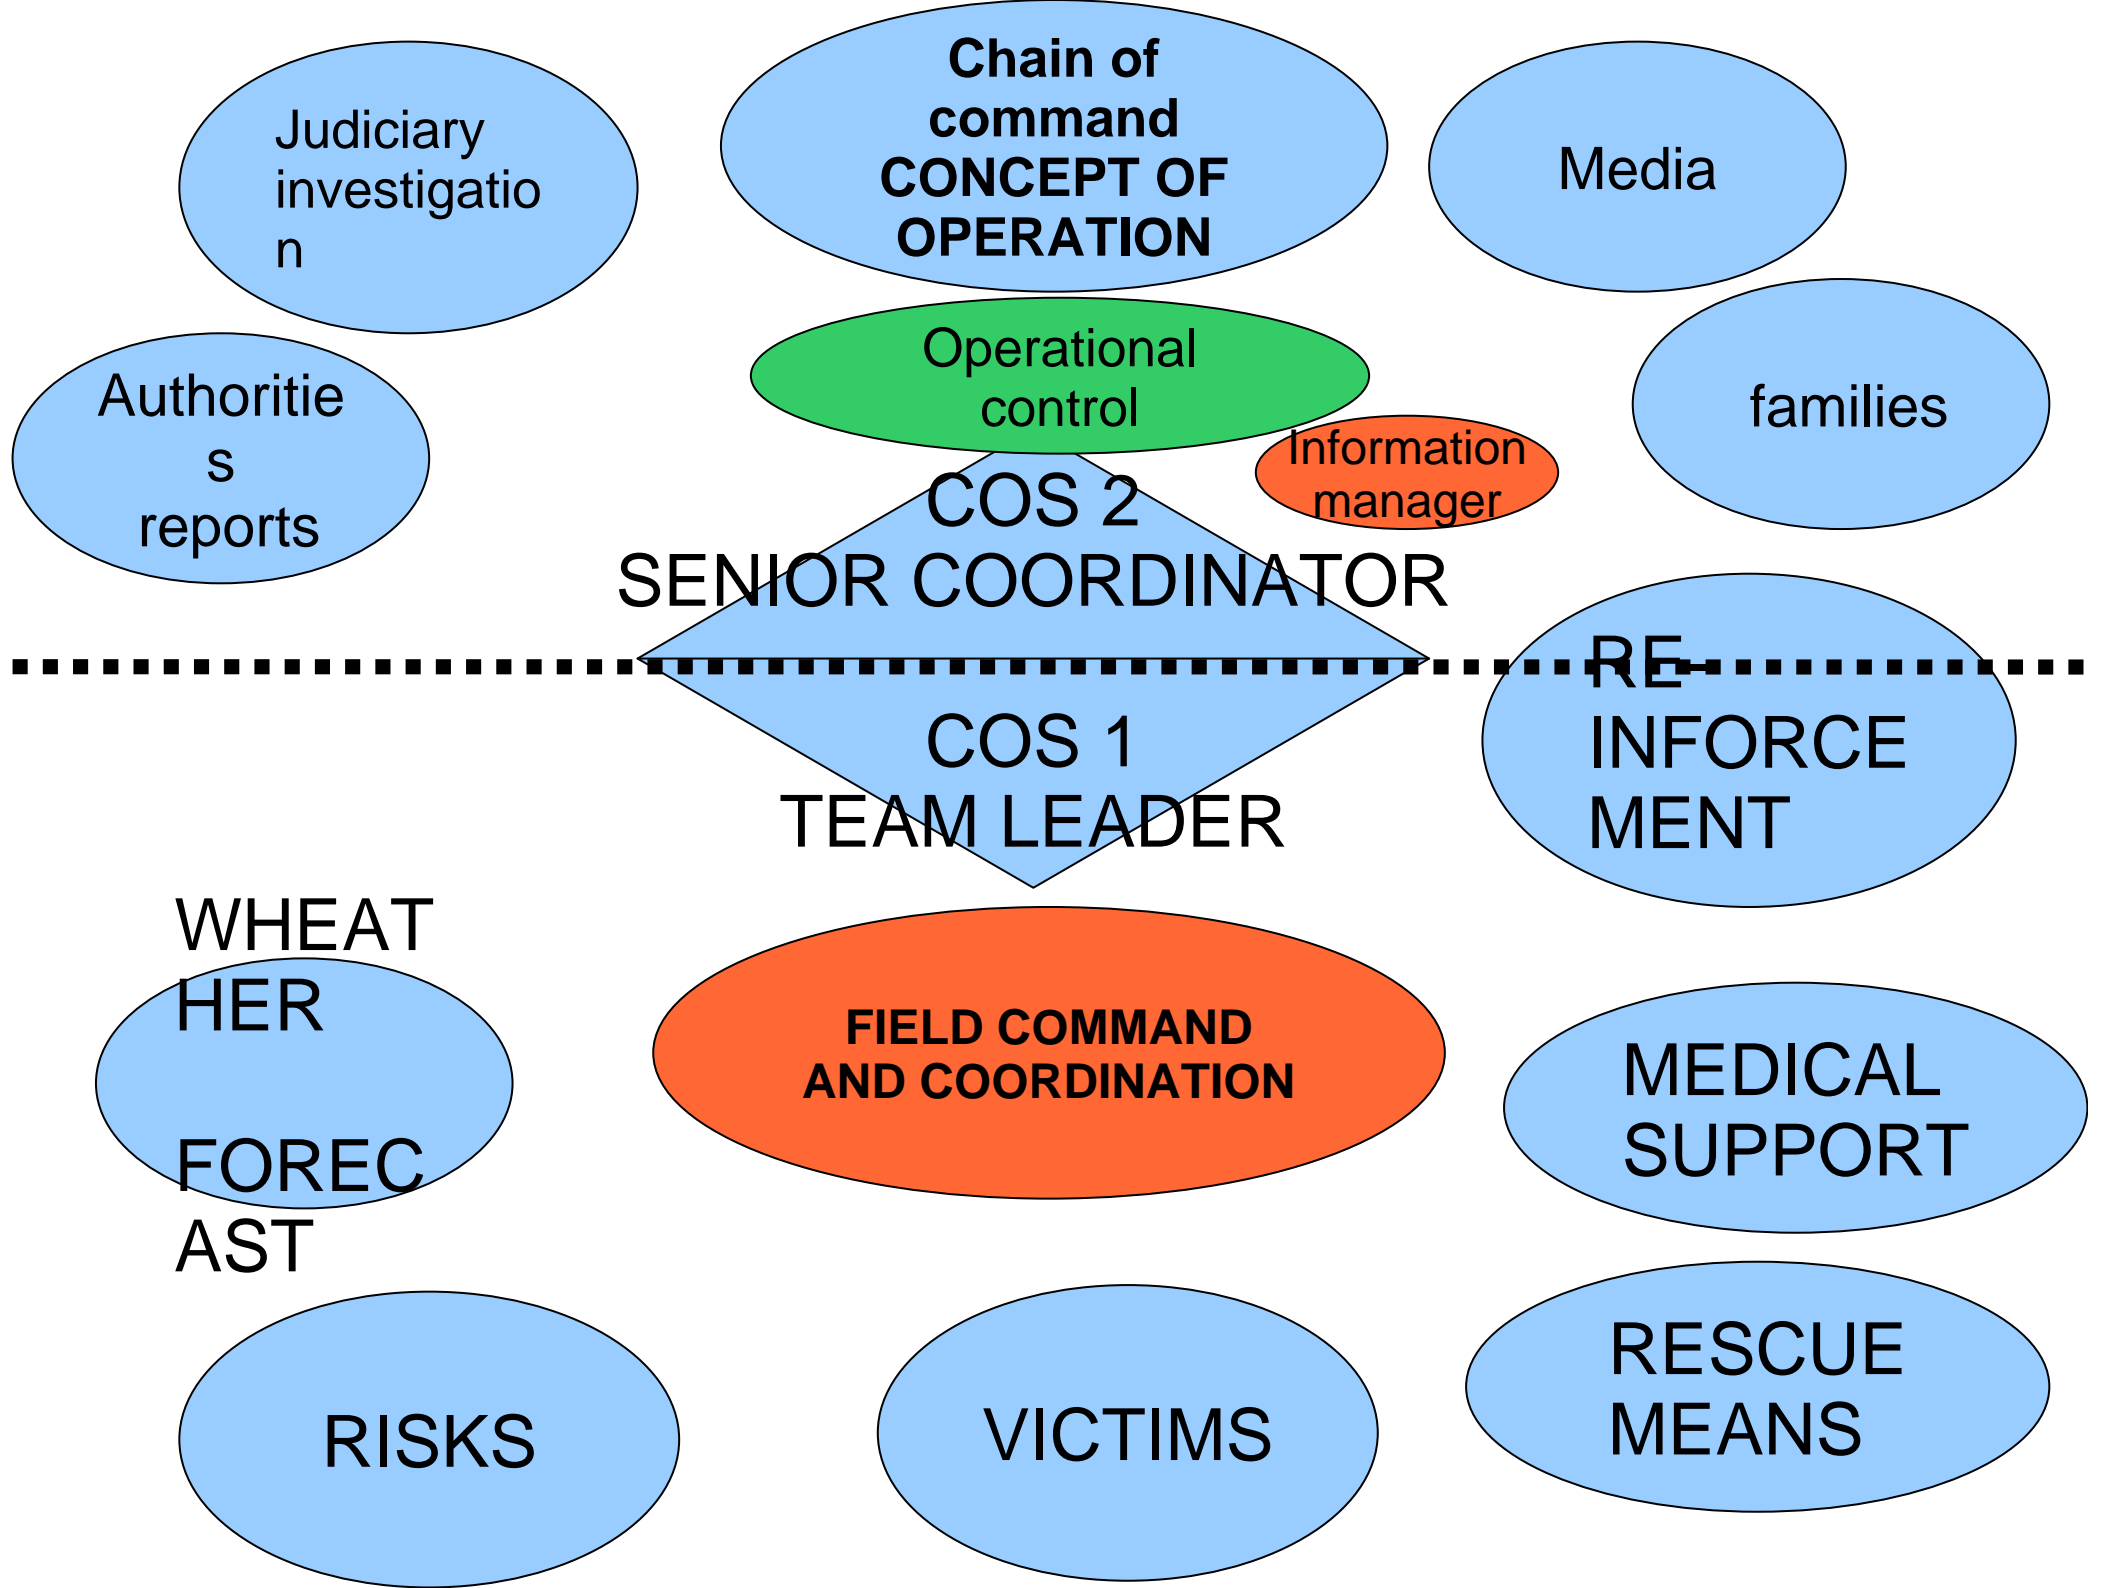 Chain of
command
CONCEPT OF
OPERATION
Judiciary
investigatio
n
Media
Operational
control
Authoritie
s
reports
families
Information
manager
COS 2
SENIOR COORDINATOR
RE-
INFORCE
MENT
COS 1
TEAM LEADER
WHEAT
HER
FOREC
AST
FIELD COMMAND
AND COORDINATION
MEDICAL
SUPPORT
RESCUE
MEANS
RISKS
VICTIMS